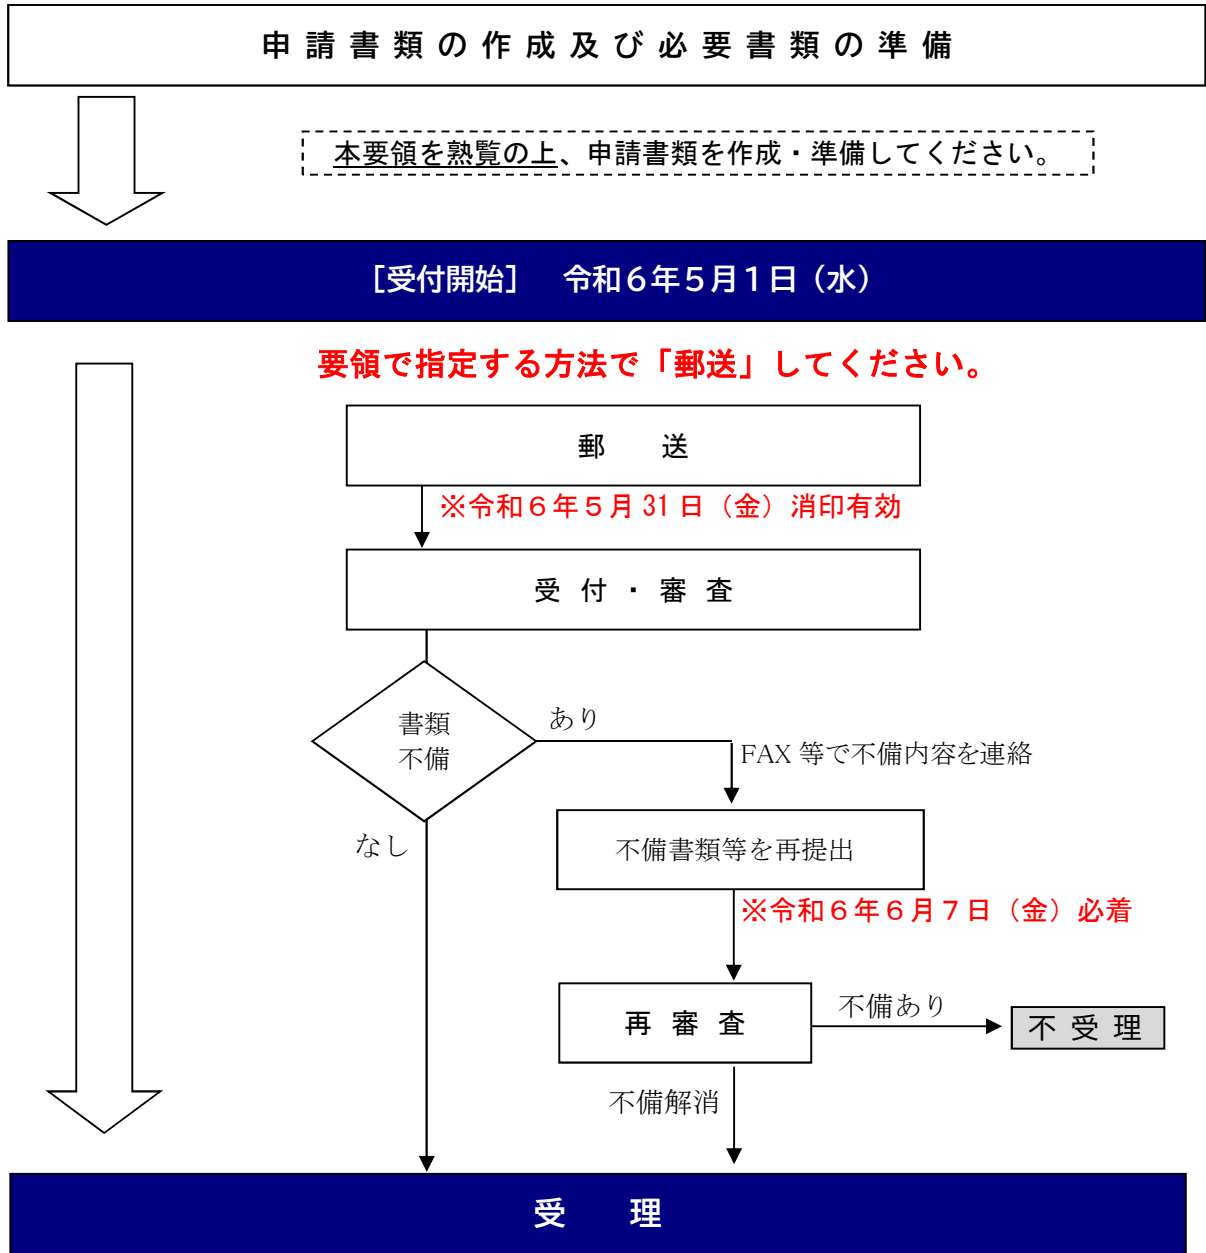 申請書類の作成及び必要書類の準備
本要領を熟覧の上、申請書類を作成・準備してください。
［受付開始］　令和６年５月１日（水）
要領で指定する方法で「郵送」してください。
郵　送
※令和６年５月31日（金）消印有効
受付・審査
書類
不備
あり
FAX 等で不備内容を連絡
なし
不備書類等を再提出
※令和６年６月７日（金）必着
再審査
不備あり
不受理
不備解消
受　理